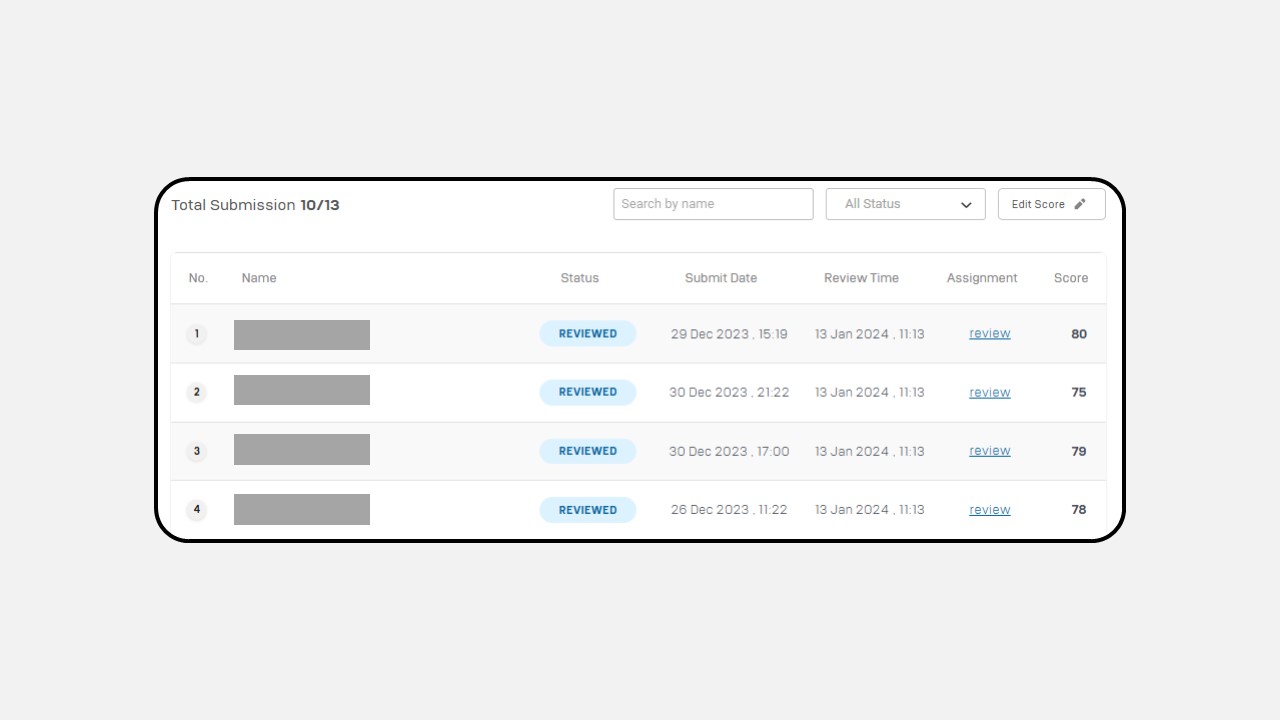 Total Submission 10/13 Search by name All Status Edit Score
No. Name Status Submit Date Review Time Assignment Score
1 REVIEWED 29 Dec 2023 , 15:19 13 Jan 2024 , 11:13 review 80
2 REVIEWED 30 Dec 2023 , 21:22 13 Jan 2024 , 11:13 review 75
3 REVIEWED 30 Dec 2023 , 17:00 13 Jan 2024 , 11:13 review 79
4 REVIEWED 26 Dec 2023 , 11:22 13 Jan 2024 , 11:13 review 78